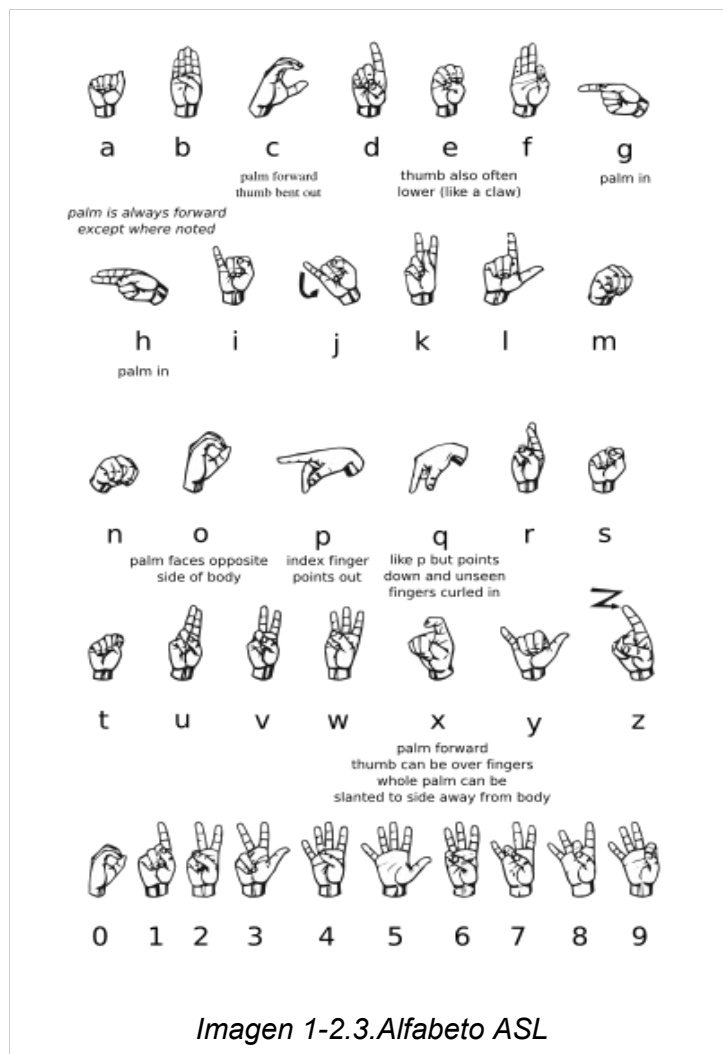 a b c d e f g
palm forward
thumb bent out
thumb also often
lower (like a claw)
palm in
palm is always forward
except where noted
h i j k l m
palm in
n o p q r s
palm faces opposite
side of body
index finger
points out
like p but points
down and unseen
fingers curled in
Z
t u v w x y z
palm forward
thumb can be over fingers
whole palm can be
slanted to side away from body
0 1 2 3 4 5 6 7 8 9
Imagen 1-2.3.Alfabeto ASL